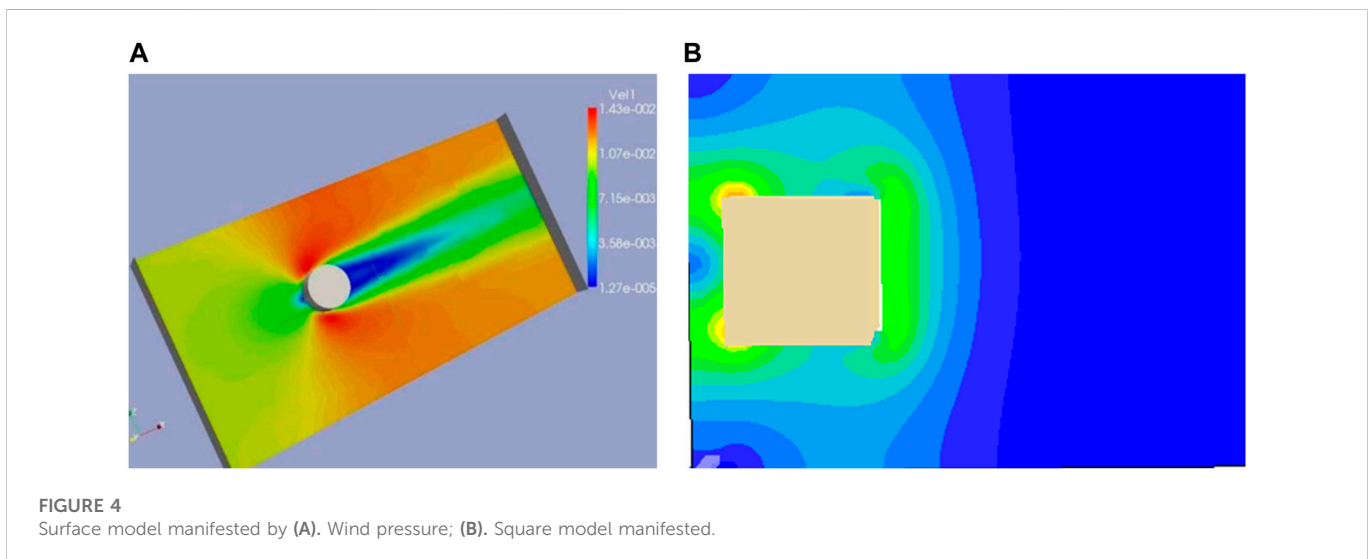 A
B
Vel1
1.43e-002
1.07e-002
7.15e-003
3.58e-003
1.27e-005
FIGURE 4
Surface model manifested by (A). Wind pressure; (B). Square model manifested.